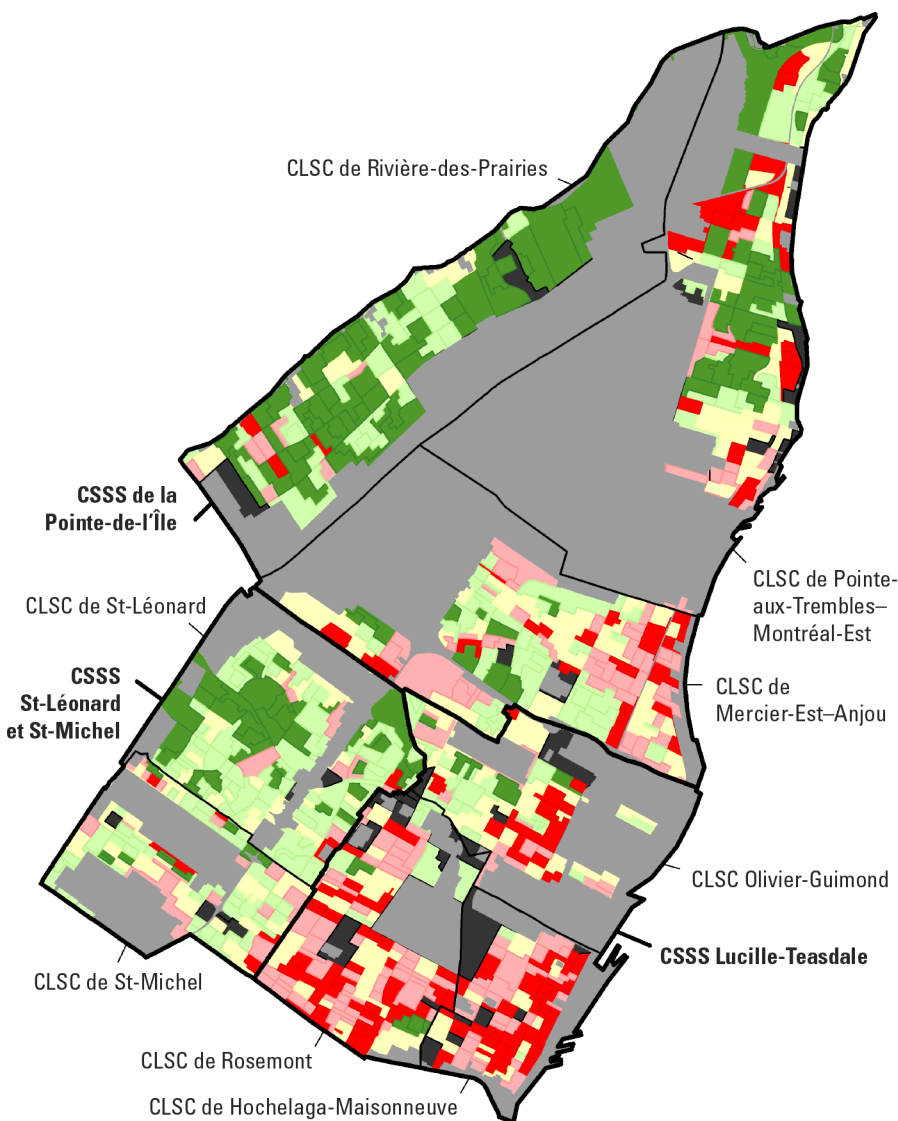 CLSC de Rivière-des-Prairies
CSSS de la
Pointe-de-l'Île
CLSC de Pointe-
aux-Trembles–
Montréal-Est
CLSC de St-Léonard
CSSS
St-Léonard
et St-Michel
CLSC de
Mercier-Est–Anjou
CLSC Olivier-Guimond
CSSS Lucille-Teasdale
CLSC de St-Michel
CLSC de Rosemont
CLSC de Hochelaga-Maisonneuve